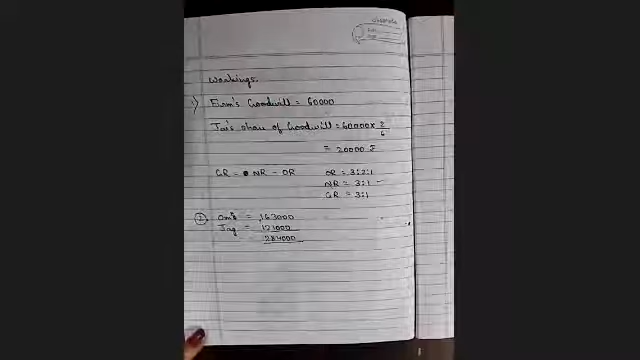 Workings.
1) Firm's Goodwill = 60000
Jai's share of Goodwill = 60000 × 2/6
= 20000 ₹
GR = NR - OR
OR = 3:2:1
NR = 3:1
GR = 3:1
2. Om's = 163000
Jay = 121000
284000